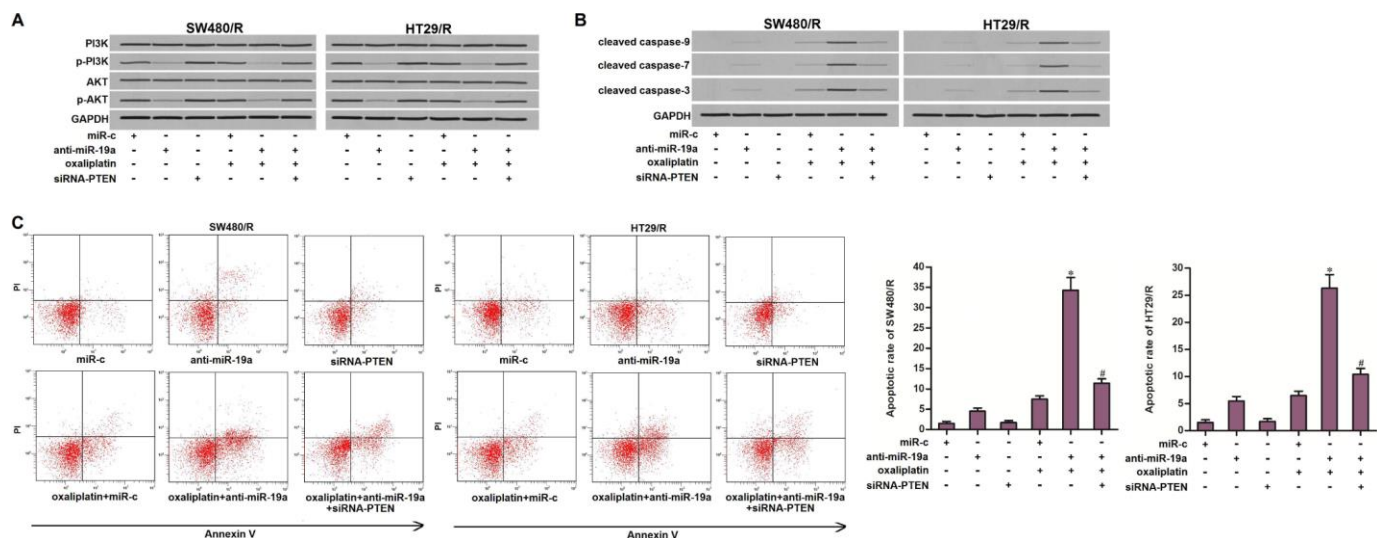 A
SW480/R
HT29/R
PI3K
p-PI3K
AKT
p-AKT
GAPDH
miR-c + - - + - - + - - + - -
anti-miR-19a - + - - + + - + - - + +
oxaliplatin - - - + + + - - - + + +
siRNA-PTEN - - + - - + - - + - - +
B
SW480/R
HT29/R
cleaved caspase-9
cleaved caspase-7
cleaved caspase-3
GAPDH
miR-c + - - + - - + - - + - -
anti-miR-19a - + - - + + - + - - + +
oxaliplatin - - - + + + - - - + + +
siRNA-PTEN - - + - - + - - + - - +
C
SW480/R
HT29/R
PI
miR-c
anti-miR-19a
siRNA-PTEN
miR-c
anti-miR-19a
siRNA-PTEN
PI
oxaliplatin+miR-c
oxaliplatin+anti-miR-19a
oxaliplatin+anti-miR-19a
+siRNA-PTEN
oxaliplatin+miR-c
oxaliplatin+anti-miR-19a
oxaliplatin+anti-miR-19a
+siRNA-PTEN
Annexin V
Annexin V
Apoptotic rate of SW480/R
40
35
30
25
20
15
10
5
0
*
#
miR-c + - - + - -
anti-miR-19a - + - - + +
oxaliplatin - - - + + +
siRNA-PTEN - - + - - +
Apoptotic rate of HT29/R
30
25
20
15
10
5
0
*
#
miR-c + - - + - -
anti-miR-19a - + - - + +
oxaliplatin - - - + + +
siRNA-PTEN - - + - - +